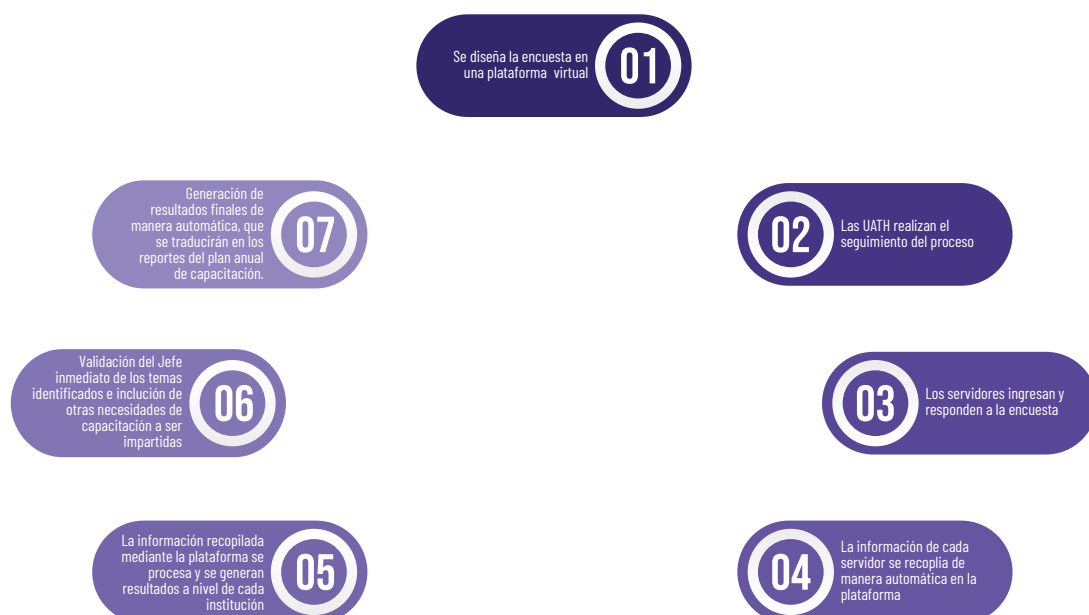 Se diseña la encuesta en
una plataforma virtual
01
02
Las UATH realizan el
seguimiento del proceso
03
Los servidores ingresan y
responden a la encuesta
04
La información de cada
servidor se recoplia de
manera automática en la
plataforma
05
La información recopilada
mediante la plataforma se
procesa y se generan
resultados a nivel de cada
institución
06
Validación del Jefe
inmediato de los temas
identificados e inclución de
otras necesidades de
capacitación a ser
impartidas
07
Generación de
resultados finales de
manera automática, que
se traducirán en los
reportes del plan anual
de capacitación.